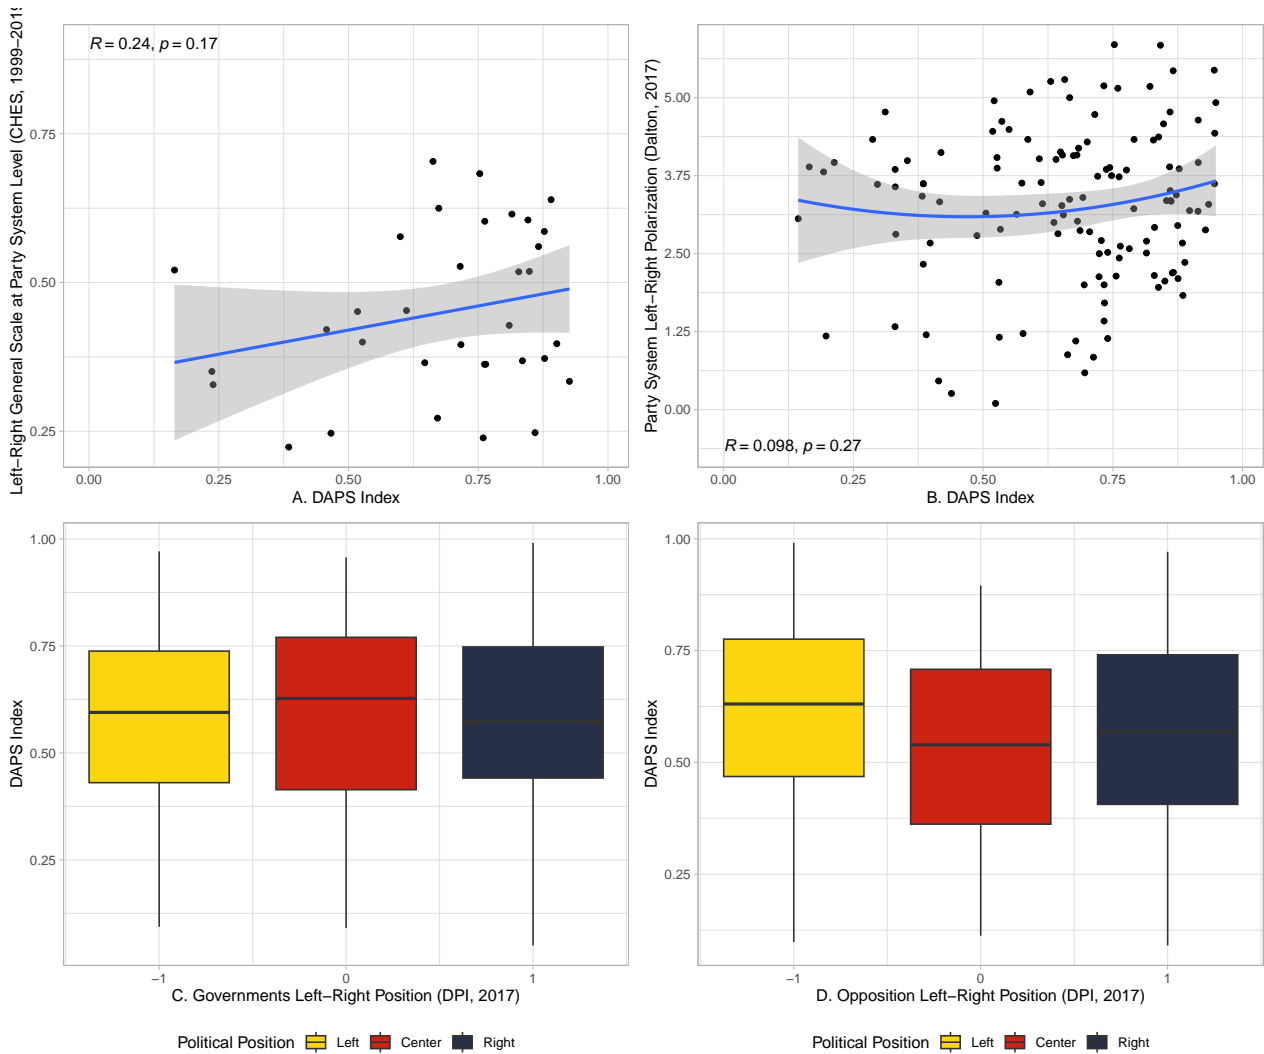 Left−Right General Scale at Party System Level (CHES, 1999−2019
R = 0.24, p = 0.17
0.75
0.50
0.25
0.00 0.25 0.50 0.75 1.00
A. DAPS Index
Party System Left−Right Polarization (Dalton, 2017)
R = 0.098, p = 0.27
5.00
3.75
2.50
1.25
0.00
0.00 0.25 0.50 0.75 1.00
B. DAPS Index
DAPS Index
1.00
0.75
0.50
0.25
−1 0 1
C. Governments Left−Right Position (DPI, 2017)
Political Position Left Center Right
DAPS Index
1.00
0.75
0.50
0.25
−1 0 1
D. Opposition Left−Right Position (DPI, 2017)
Political Position Left Center Right